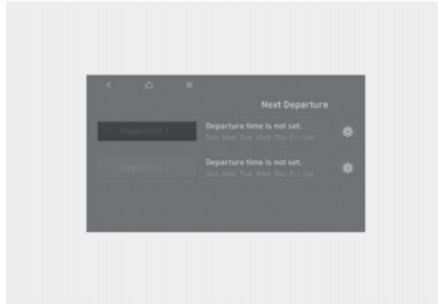 Next Departure
Departure 1
Departure time is not set.
Sun Mon Tue Wed Thu Fri Sat
Departure 2
Departure time is not set.
Sun Mon Tue Wed Thu Fri Sat